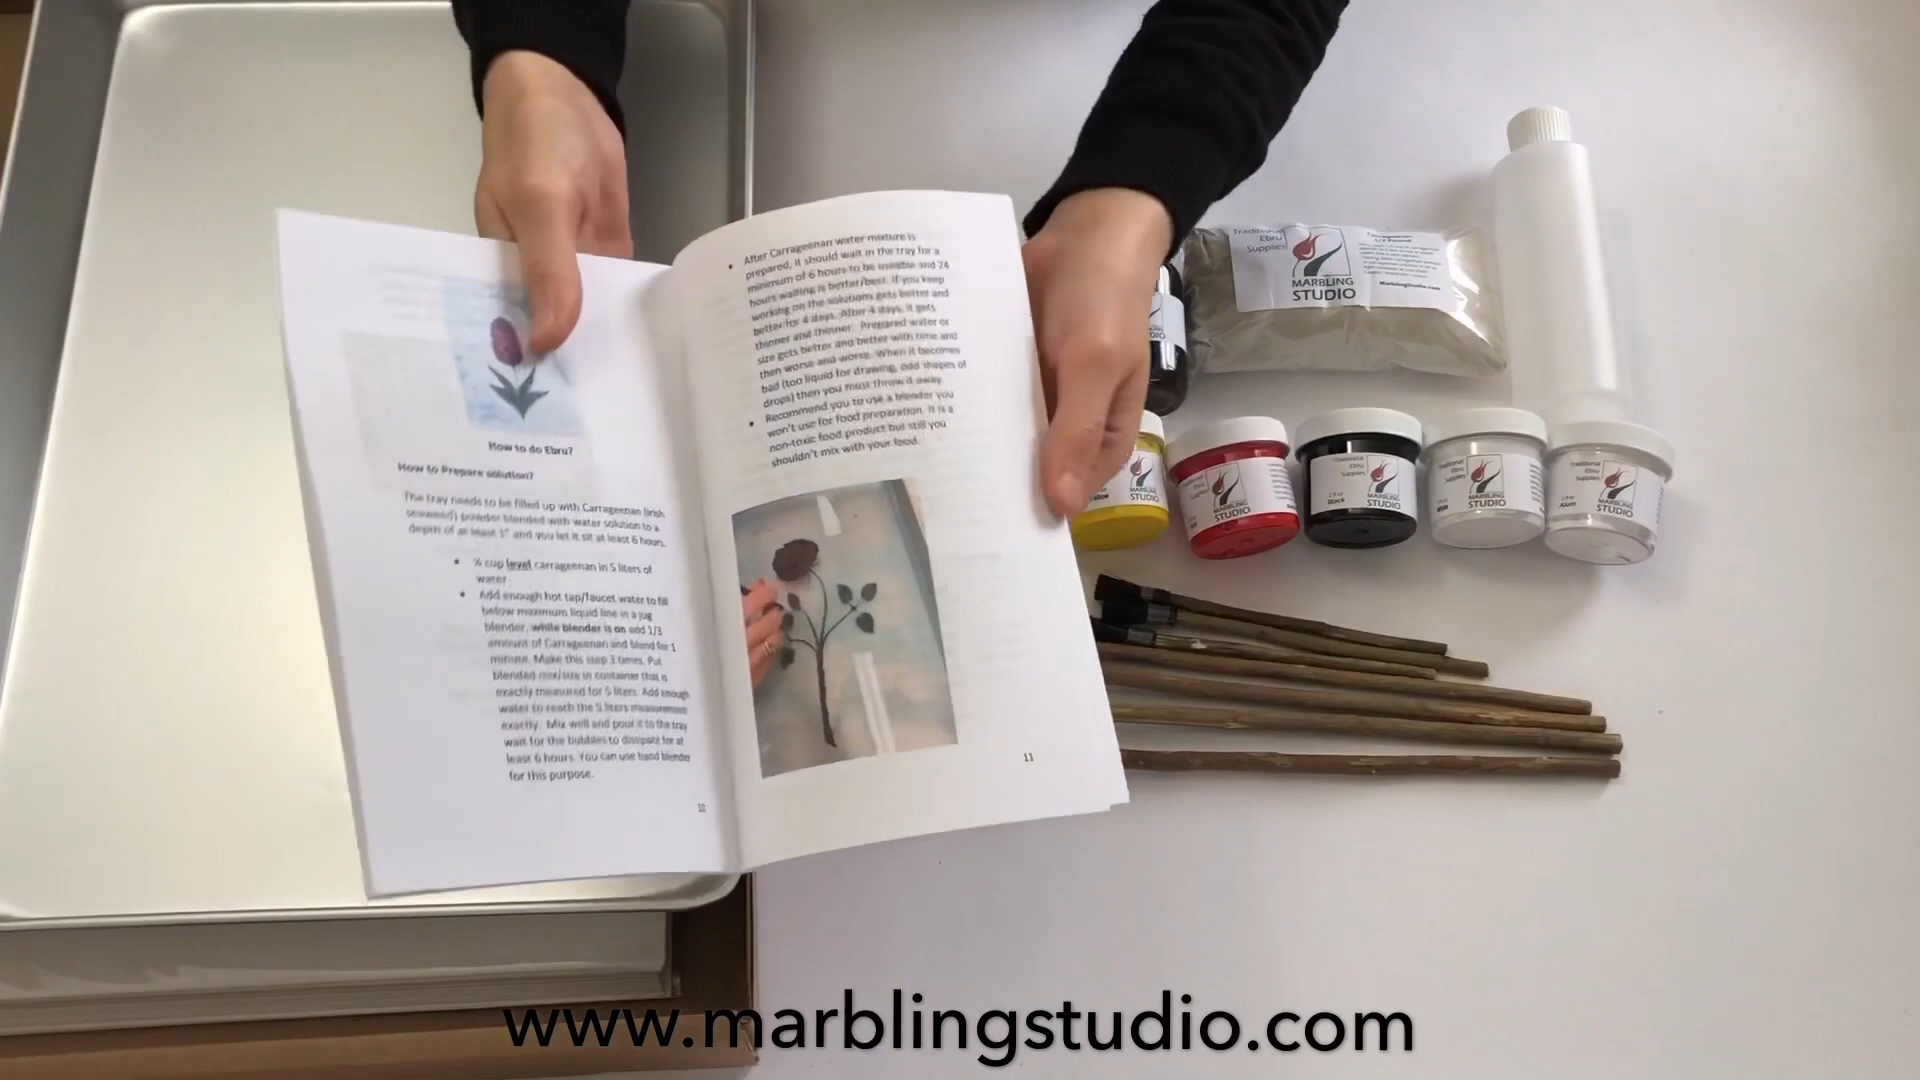 How to do Ebru?
How to Prepare solution?
The tray needs to be filled up with Carrageenan (Irish
seaweed) powder blended with water solution to a
depth of at least 1" and you let it sit at least 6 hours.
• level carrageenan in 5 liters of
water
• Add enough hot tap/faucet water to fill
below maximum liquid line in a jug
blender, while blender is on add 1/3
amount of Carrageenan and blend for 1
minute. Make this step 3 times. Put
blended mix/size in container that is
exactly measured for 5 liters. Add enough
water to reach the 5 liters measurement
exactly. Mix well and pour it to the tray
wait for the bubbles to dissipate for at
least 6 hours. You can use hand blender
for this purpose.
10
• After Carrageenan water mixture is
prepared, it should wait in the tray for a
minimum of 6 hours to be useable and 24
hours waiting is better/best. If you keep
working on the solutions gets better and
better for 4 days. After 4 days, it gets
thinner and thinner. Prepared water or
size gets better and better with time and
then worse and worse. When it becomes
bad (too liquid for drawing, odd shapes of
drops) then you must throw it away.
• Recommend you to use a blender you
won't use for food preparation. It is a
non-toxic food product but still you
shouldn't mix with your food.
11
Traditional
Ebru
Supplies
MARBLING
STUDIO
Carrageenan
MarblingStudio.com
MARBLING
STUDIO
MARBLING
STUDIO
Traditional
Ebru
Supplies
Black
MARBLING
STUDIO
Traditional
Ebru
Supplies
MARBLING
STUDIO
Traditional
Ebru
Supplies
Alum
MARBLING
STUDIO
www.marblingstudio.com